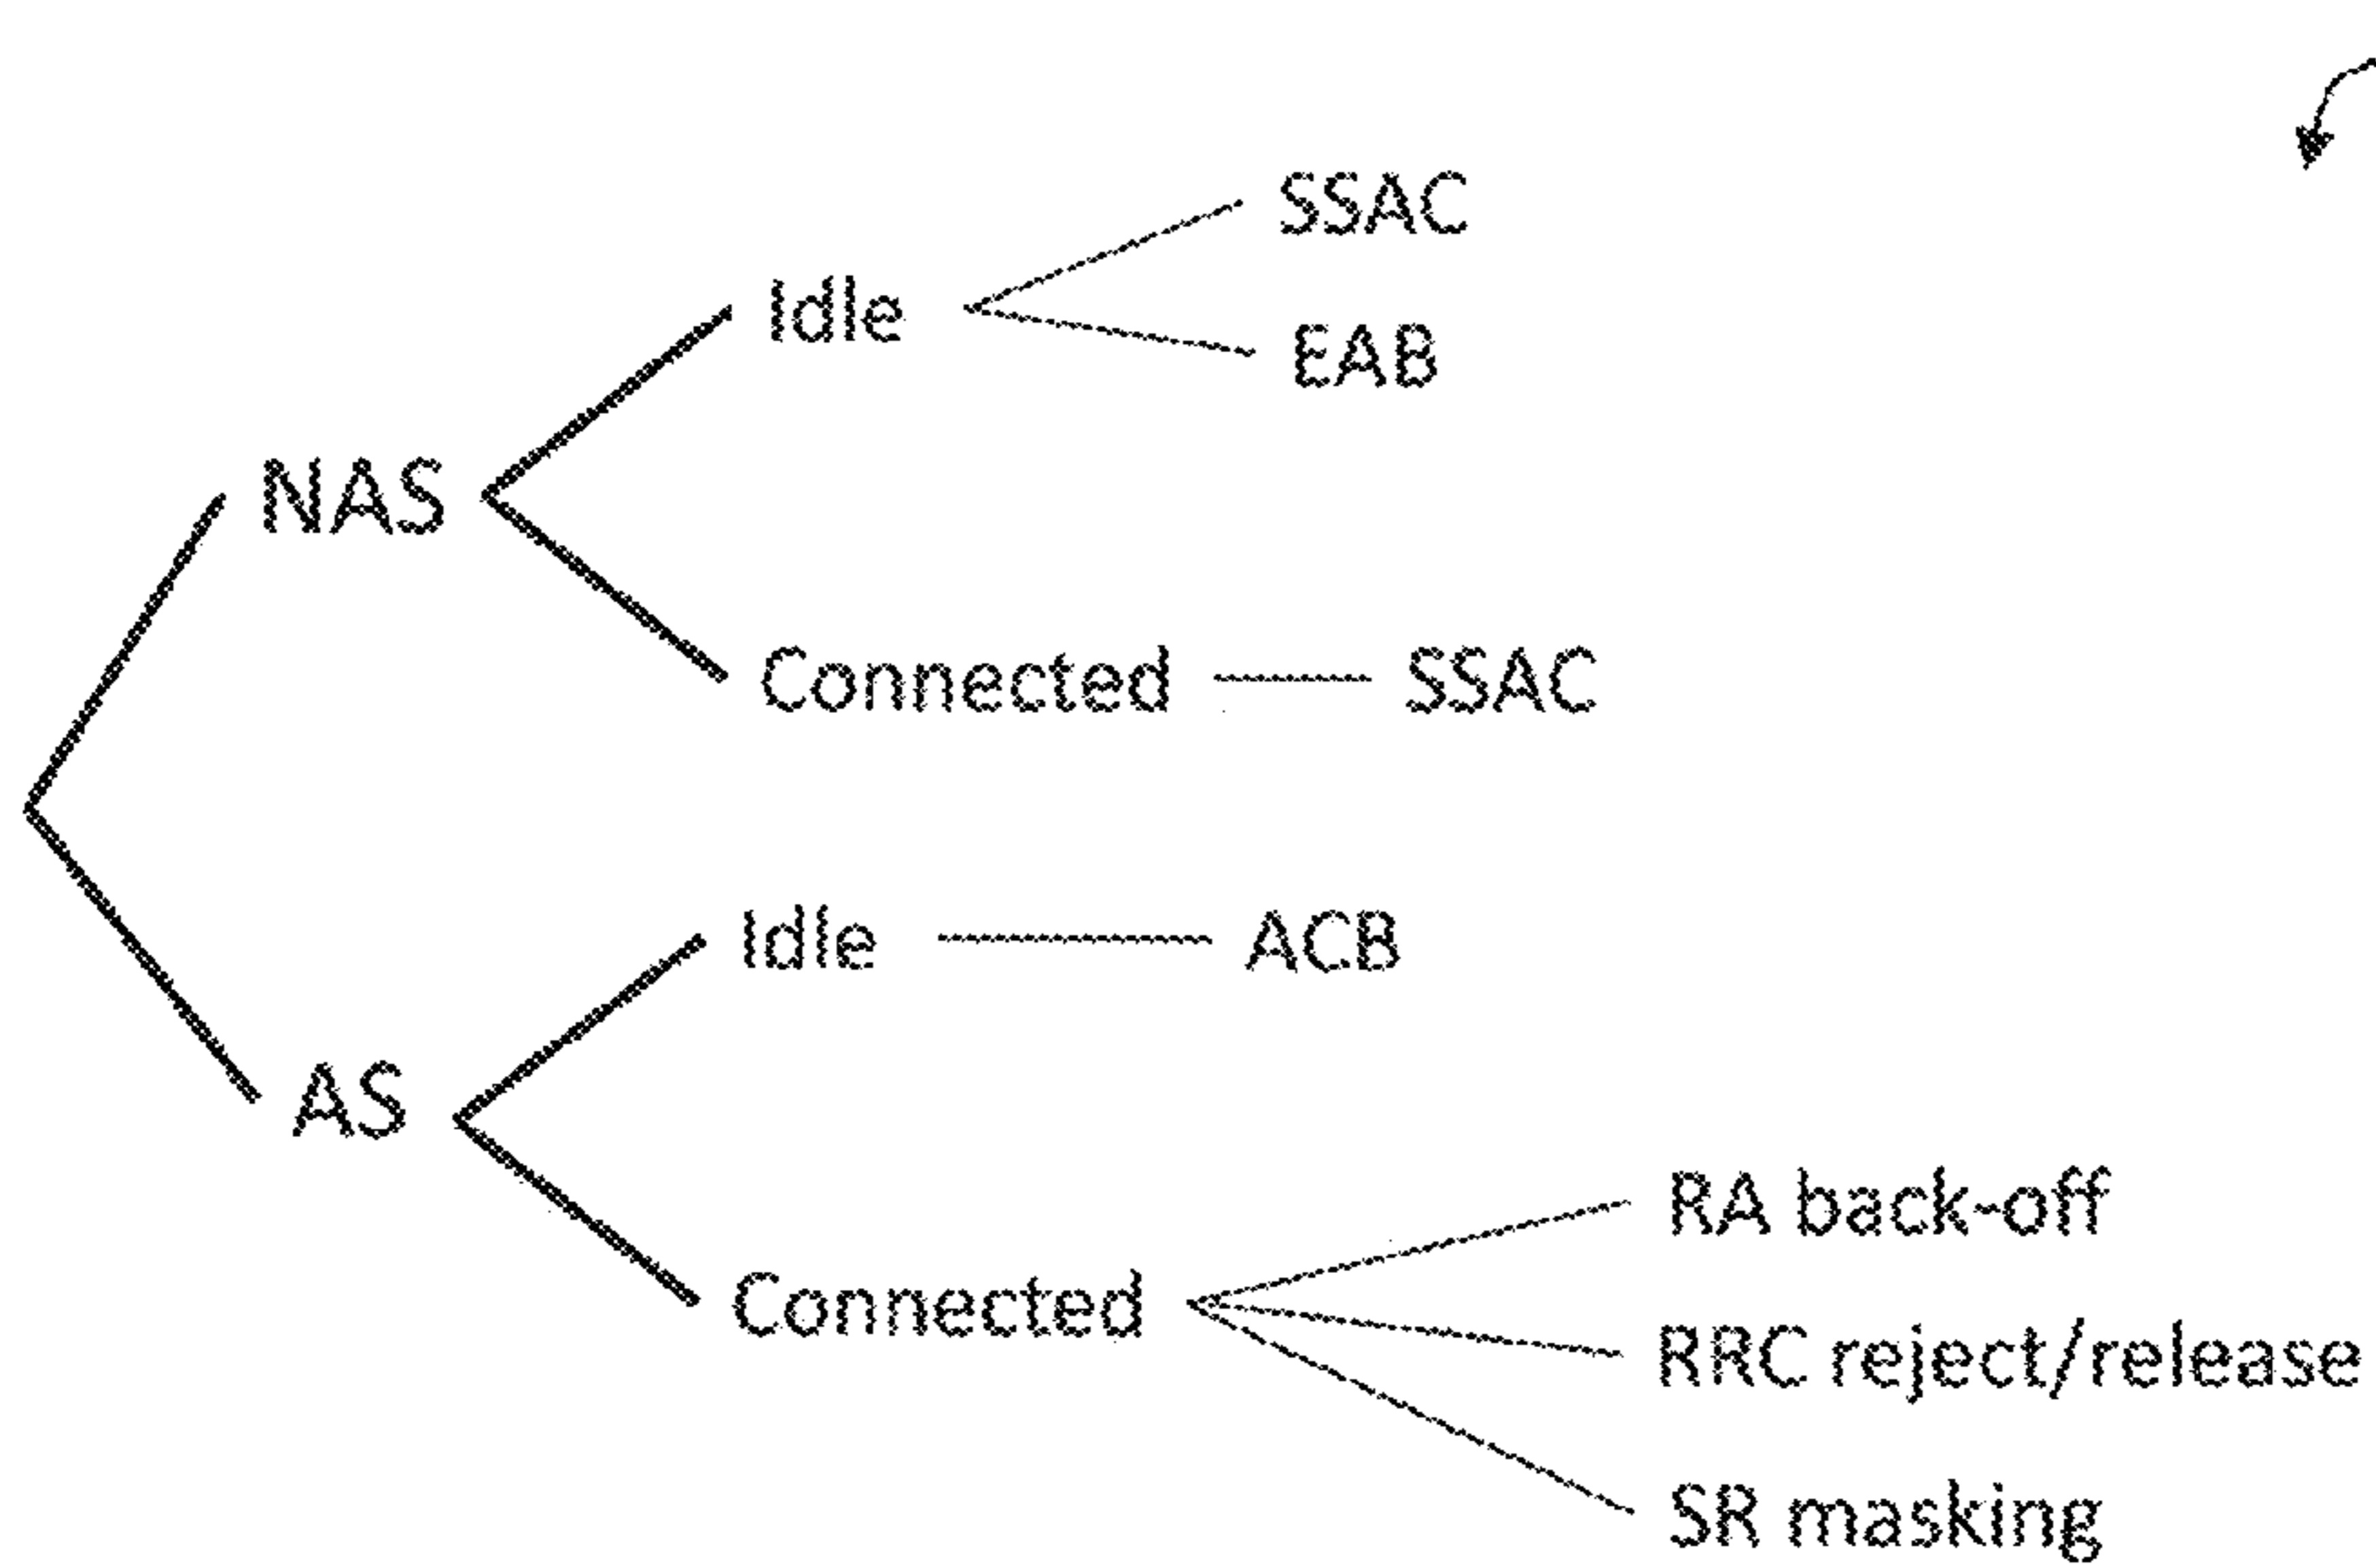 SSAC
Idle
EAB
NAS
Connected
SSAC
Idle
ACB
AS
RA back-off
Connected
RRC reject/release
SR masking